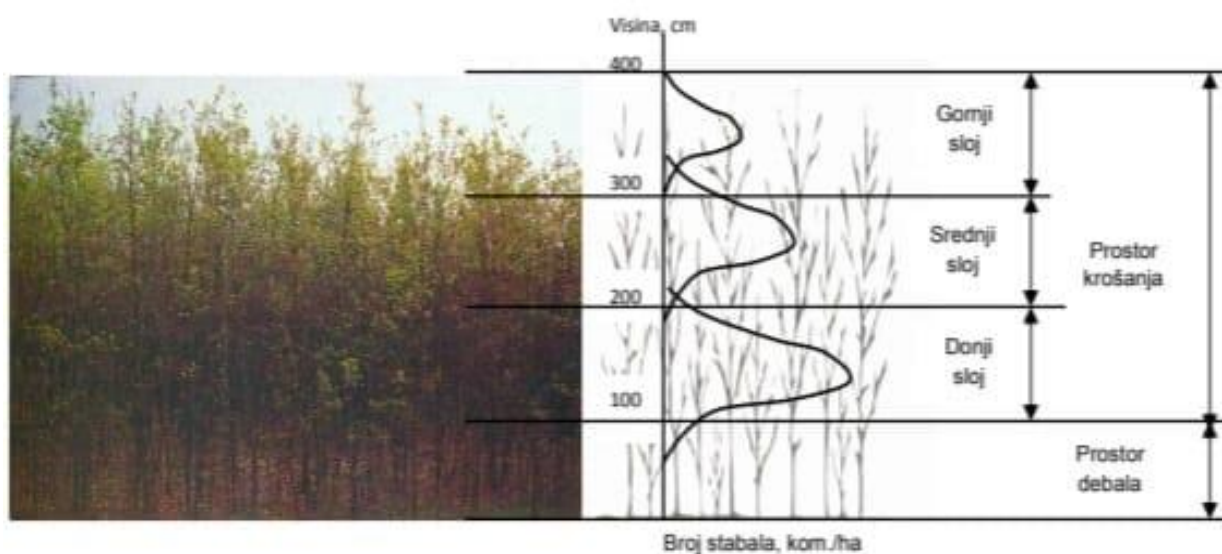 Visina, cm
400
Gornji
sloj
300
Srednji
sloj
Prostor
krošanja
200
Donji
sloj
100
Prostor
debala
Broj stabala, kom./ha